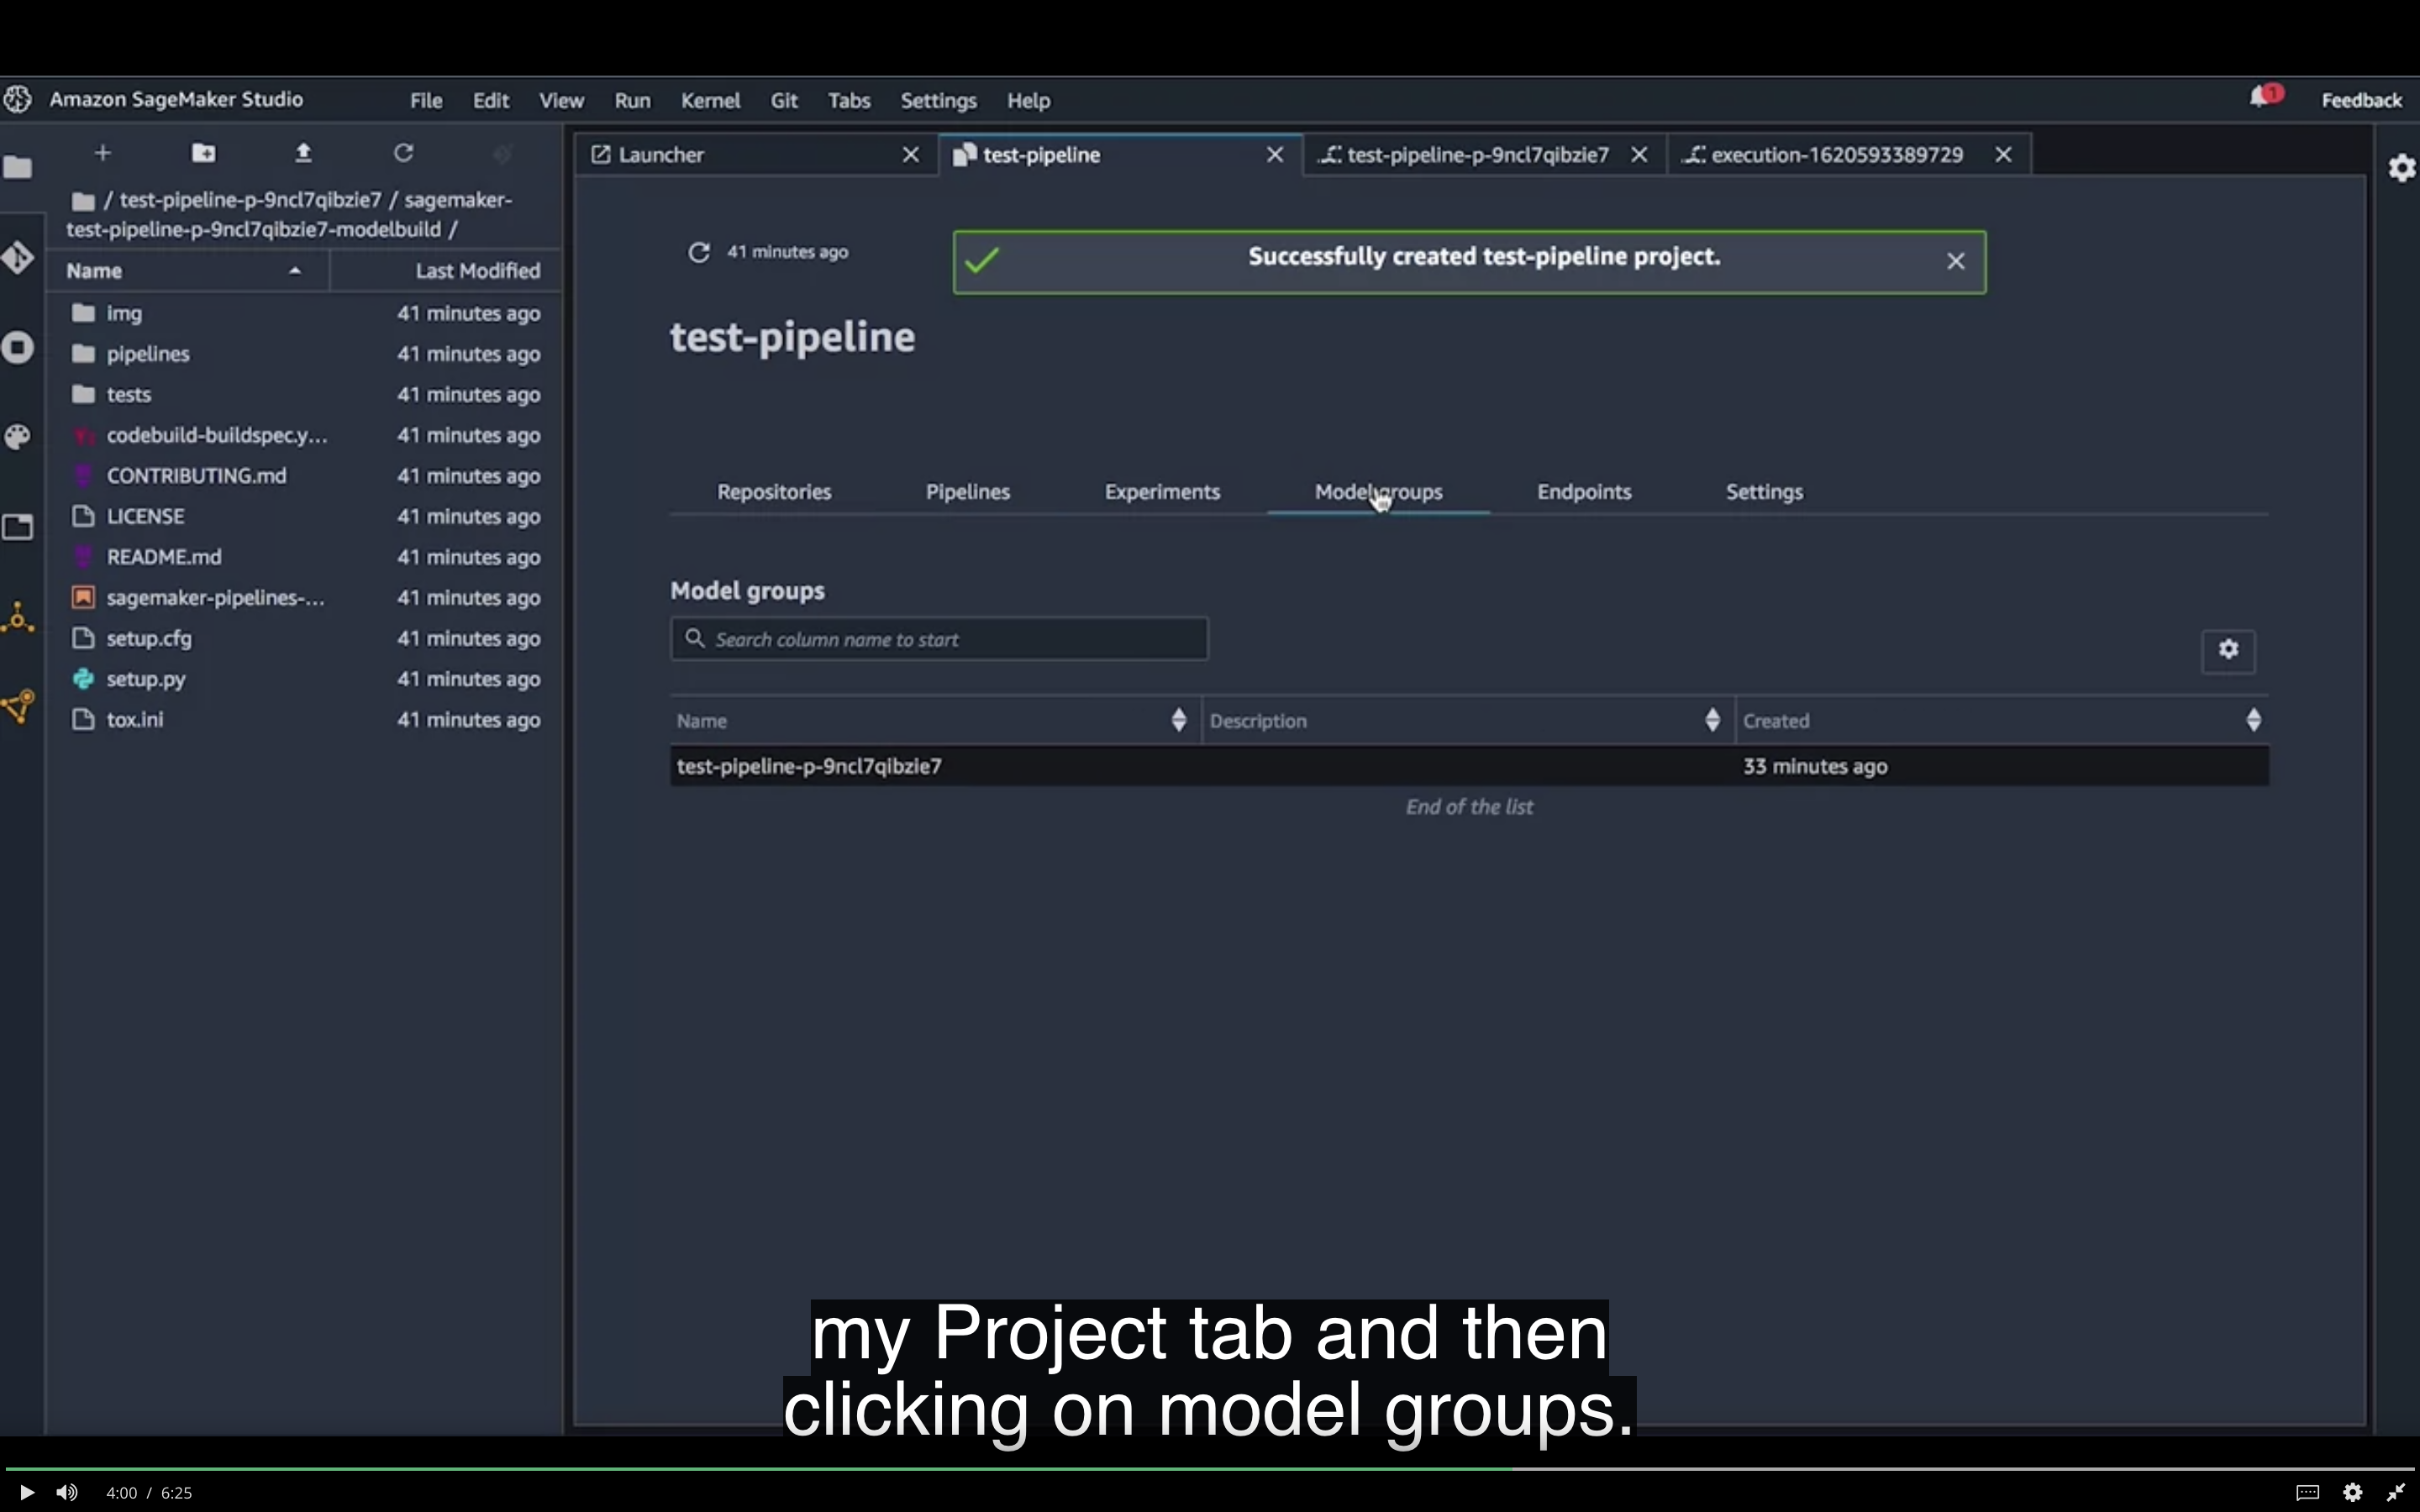 Amazon SageMaker Studio File Edit View Run Kernel Git Tabs Settings Help 1 Feedback
/ test-pipeline-p-9ncl7qibzie7 / sagemaker-
test-pipeline-p-9ncl7qibzie7-modelbuild /
Name Last Modified
img 41 minutes ago
pipelines 41 minutes ago
tests 41 minutes ago
codebuild-buildspec.y... 41 minutes ago
CONTRIBUTING.md 41 minutes ago
LICENSE 41 minutes ago
README.md 41 minutes ago
sagemaker-pipelines-... 41 minutes ago
setup.cfg 41 minutes ago
setup.py 41 minutes ago
tox.ini 41 minutes ago
Launcher test-pipeline test-pipeline-p-9ncl7qibzie7 execution-1620593389729
41 minutes ago
Successfully created test-pipeline project.
test-pipeline
Repositories Pipelines Experiments Model groups Endpoints Settings
Model groups
Search column name to start
Name Description Created
test-pipeline-p-9ncl7qibzie7 33 minutes ago
End of the list
my Project tab and then
clicking on model groups.
4:00 / 6:25